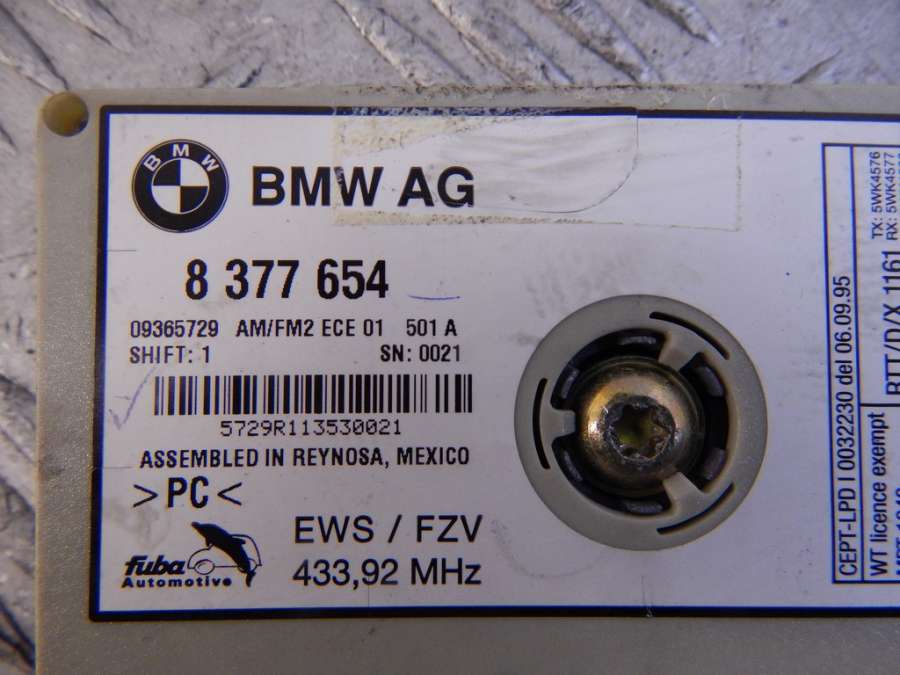 BMW
BMW AG
8 377 654
09365729 AM/FM2 ECE 01 501 A
SHIFT: 1 SN: 0021
5729R113530021
ASSEMBLED IN REYNOSA, MEXICO
>PC<
fuba
Automotive
EWS / FZV
433,92 MHz
CEPT-LPD I 0032230 del 06.09.95
WT licence exempt
BTT/D/X 1161
TX: 5WK4576
RX: 5WK4577